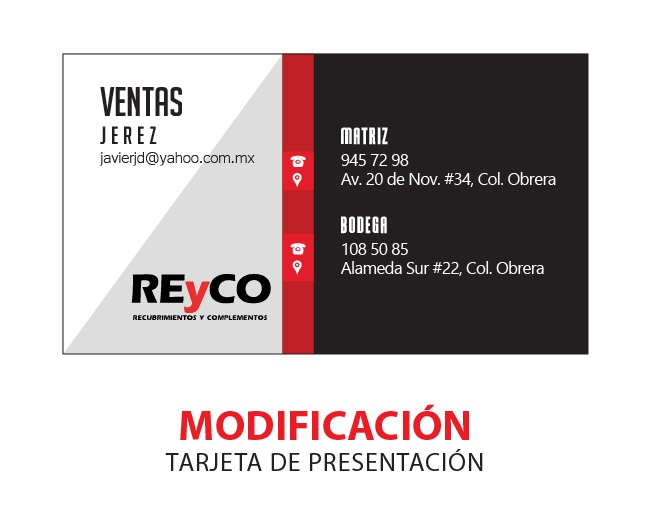 VENTAS
JEREZ
javierjd@yahoo.com.mx
REyCO
RECUBRIMIENTOS Y COMPLEMENTOS
MATRIZ
945 72 98
Av. 20 de Nov. #34, Col. Obrera
BODEGA
108 50 85
Alameda Sur #22, Col. Obrera
MODIFICACIÓN
TARJETA DE PRESENTACIÓN